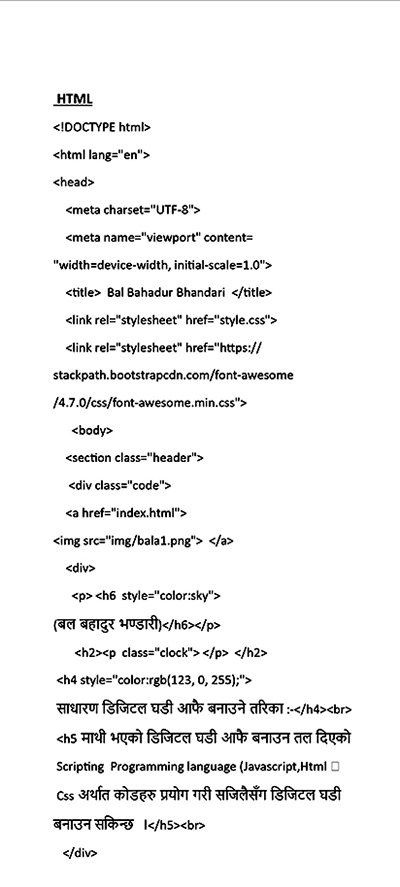 HTML
<!DOCTYPE html>
<html lang="en">
<head>
<meta charset="UTF-8">
<meta name="viewport" content=
"width=device-width, initial-scale=1.0">
<title> Bal Bahadur Bhandari </title>
<link rel="stylesheet" href="style.css">
<link rel="stylesheet" href="https://
stackpath.bootstrapcdn.com/font-awesome
/4.7.0/css/font-awesome.min.css">
<body>
<section class="header">
<div class="code">
<a href="index.html">
<img src="img/bala1.png"> </a>
<div>
<p> <h6 style="color:sky">
(बल बहादुर भण्डारी)</h6></p>
<h2><p class="clock"> </p> </h2>
<h4 style="color:rgb(123, 0, 255);">
साधारण डिजिटल घडी आफै बनाउने तरिका :-</h4><br>
<h5 माथी भएको डिजिटल घडी आफै बनाउन तल दिएको
Scripting Programming language (Javascript,Html □
Css अर्थात कोडहरु प्रयोग गरी सजिलैसँग डिजिटल घडी
बनाउन सकिन्छ ।</h5><br>
</div>